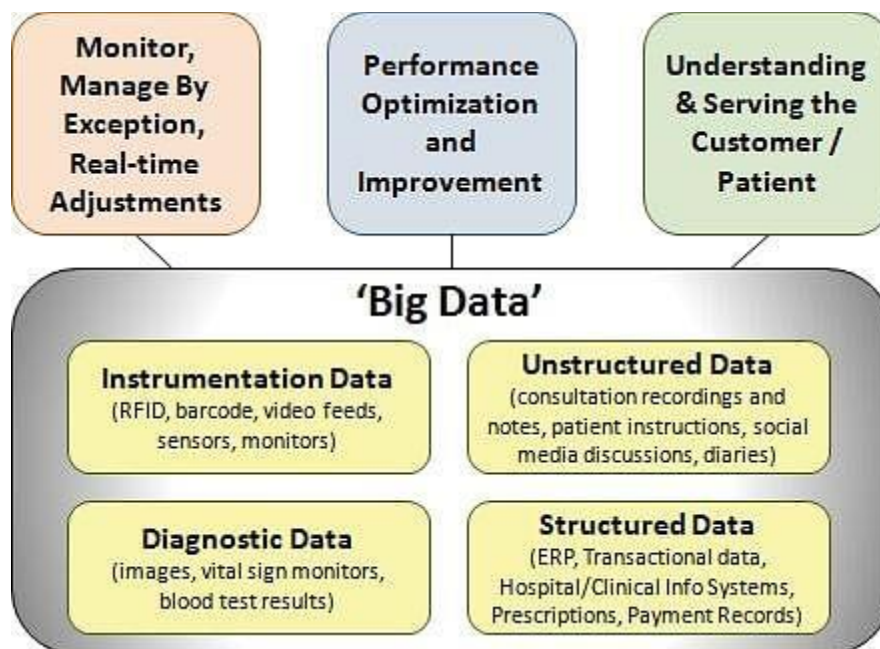 Monitor,
Manage By
Exception,
Real-time
Adjustments
Performance
Optimization
and
Improvement
Understanding
& Serving the
Customer /
Patient
‘Big Data’
Instrumentation Data
(RFID, barcode, video feeds,
sensors, monitors)
Unstructured Data
(consultation recordings and
notes, patient instructions, social
media discussions, diaries)
Diagnostic Data
(images, vital sign monitors,
blood test results)
Structured Data
(ERP, Transactional data,
Hospital/Clinical Info Systems,
Prescriptions, Payment Records)